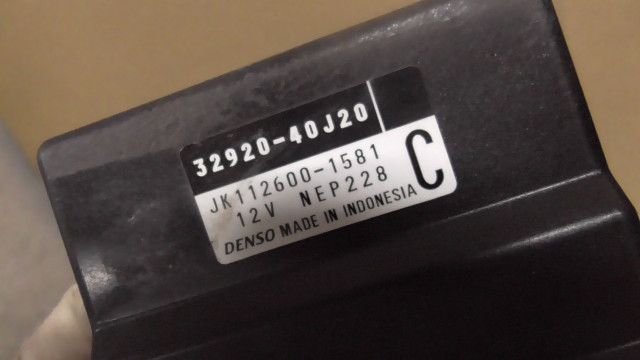 32920-40J20
JK112600-1581
12V NEP228
DENSO MADE IN INDONESIA
C